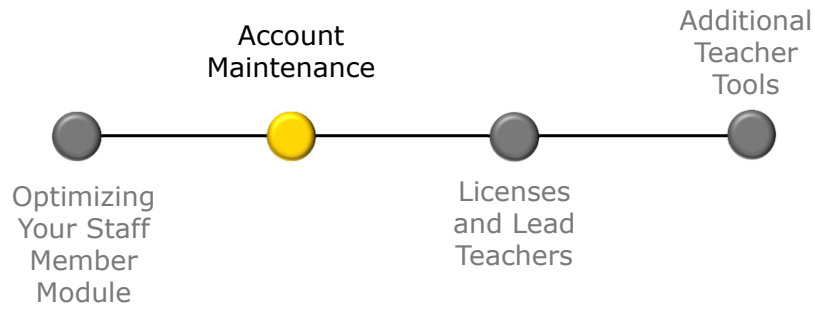 Optimizing
Your Staff
Member
Module
Account
Maintenance
Licenses
and Lead
Teachers
Additional
Teacher
Tools